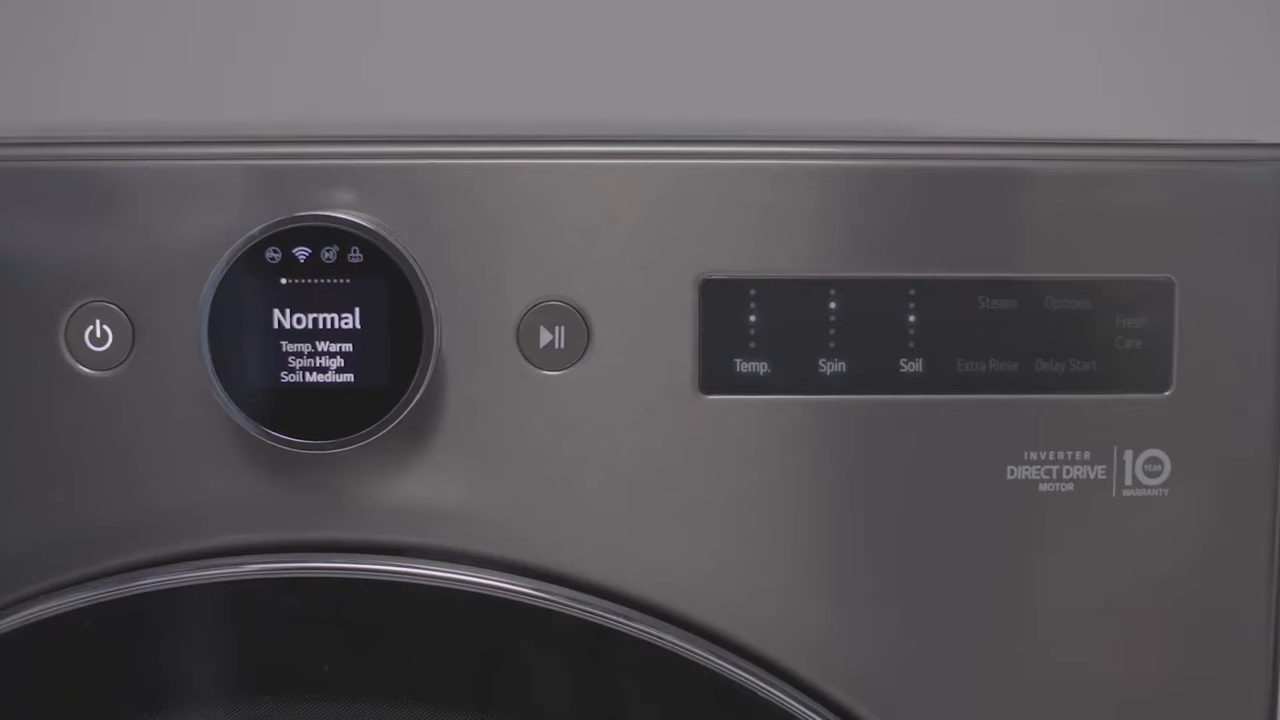 Normal
Temp. Warm
Spin High
Soil Medium
Temp.
Spin
Soil
Steam
Options
Extra Rinse
Delay Start
Fresh
Care
INVERTER
DIRECT DRIVE
MOTOR
10
YEAR
WARRANTY